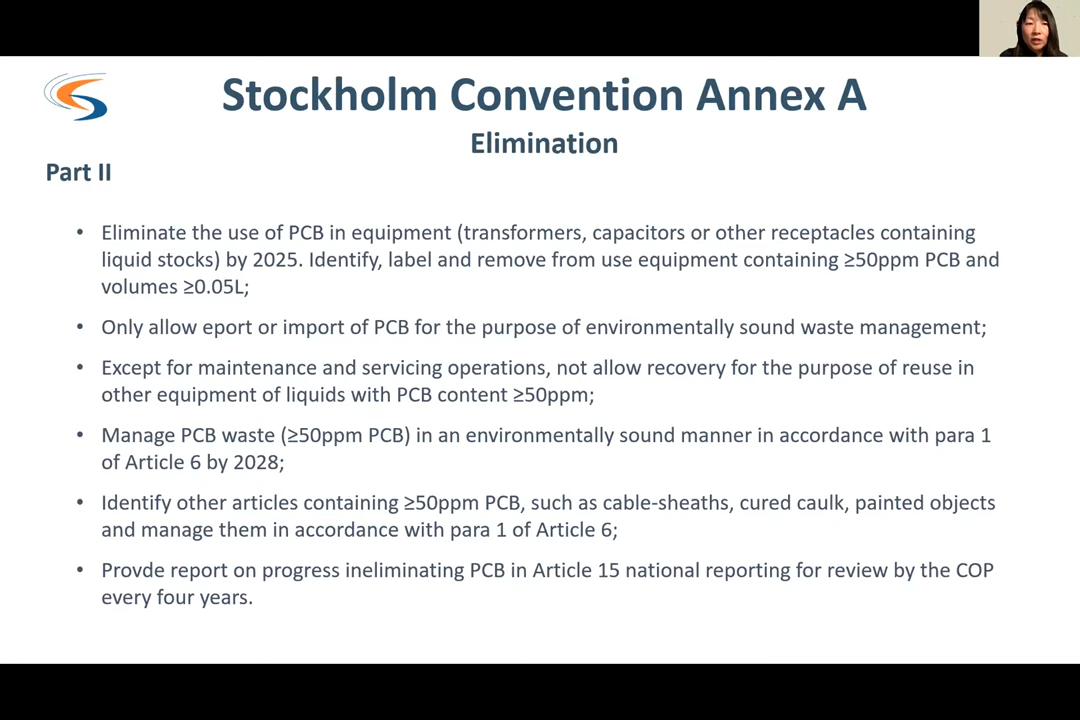 Stockholm Convention Annex A
Elimination
Part II
• Eliminate the use of PCB in equipment (transformers, capacitors or other receptacles containing
liquid stocks) by 2025. Identify, label and remove from use equipment containing ≥50ppm PCB and
volumes ≥0.05L;
• Only allow eport or import of PCB for the purpose of environmentally sound waste management;
• Except for maintenance and servicing operations, not allow recovery for the purpose of reuse in
other equipment of liquids with PCB content ≥50ppm;
• Manage PCB waste (≥50ppm PCB) in an environmentally sound manner in accordance with para 1
of Article 6 by 2028;
• Identify other articles containing ≥50ppm PCB, such as cable-sheaths, cured caulk, painted objects
and manage them in accordance with para 1 of Article 6;
• Provde report on progress ineliminating PCB in Article 15 national reporting for review by the COP
every four years.